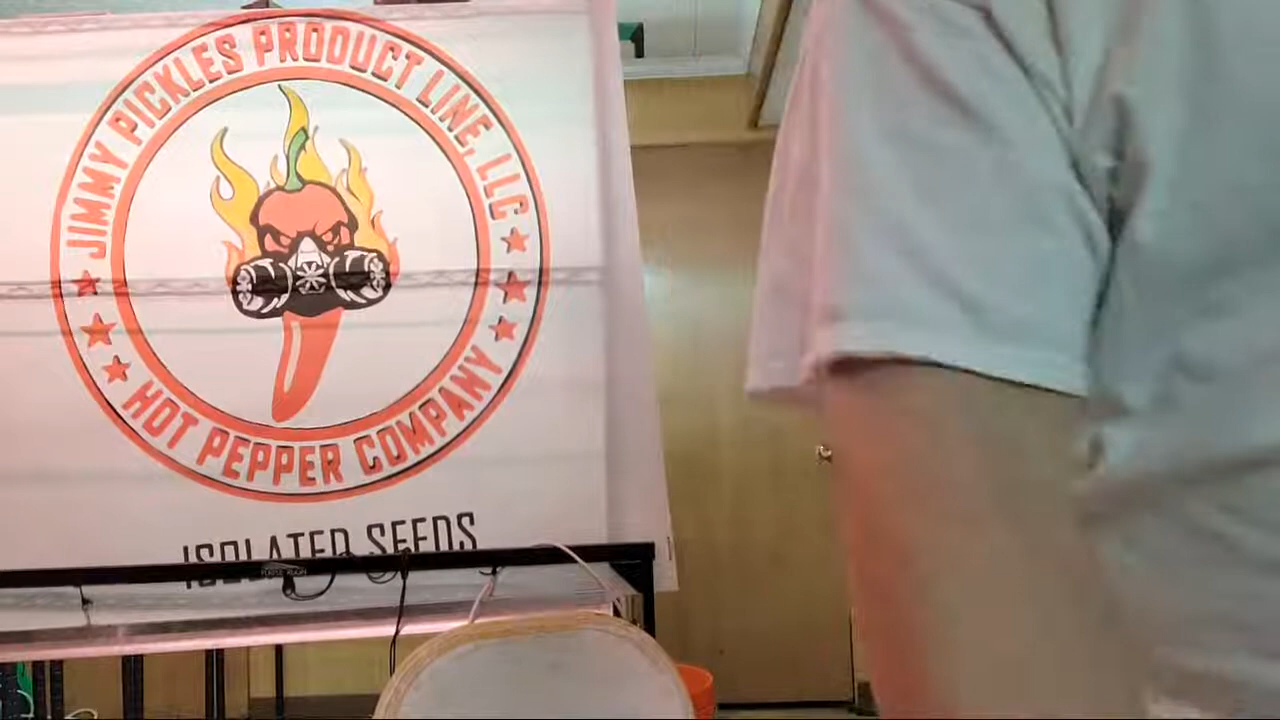 JIMMY PICKLES PRODUCT LINE, LLC
HOT PEPPER COMPANY
ISOLATED SEEDS